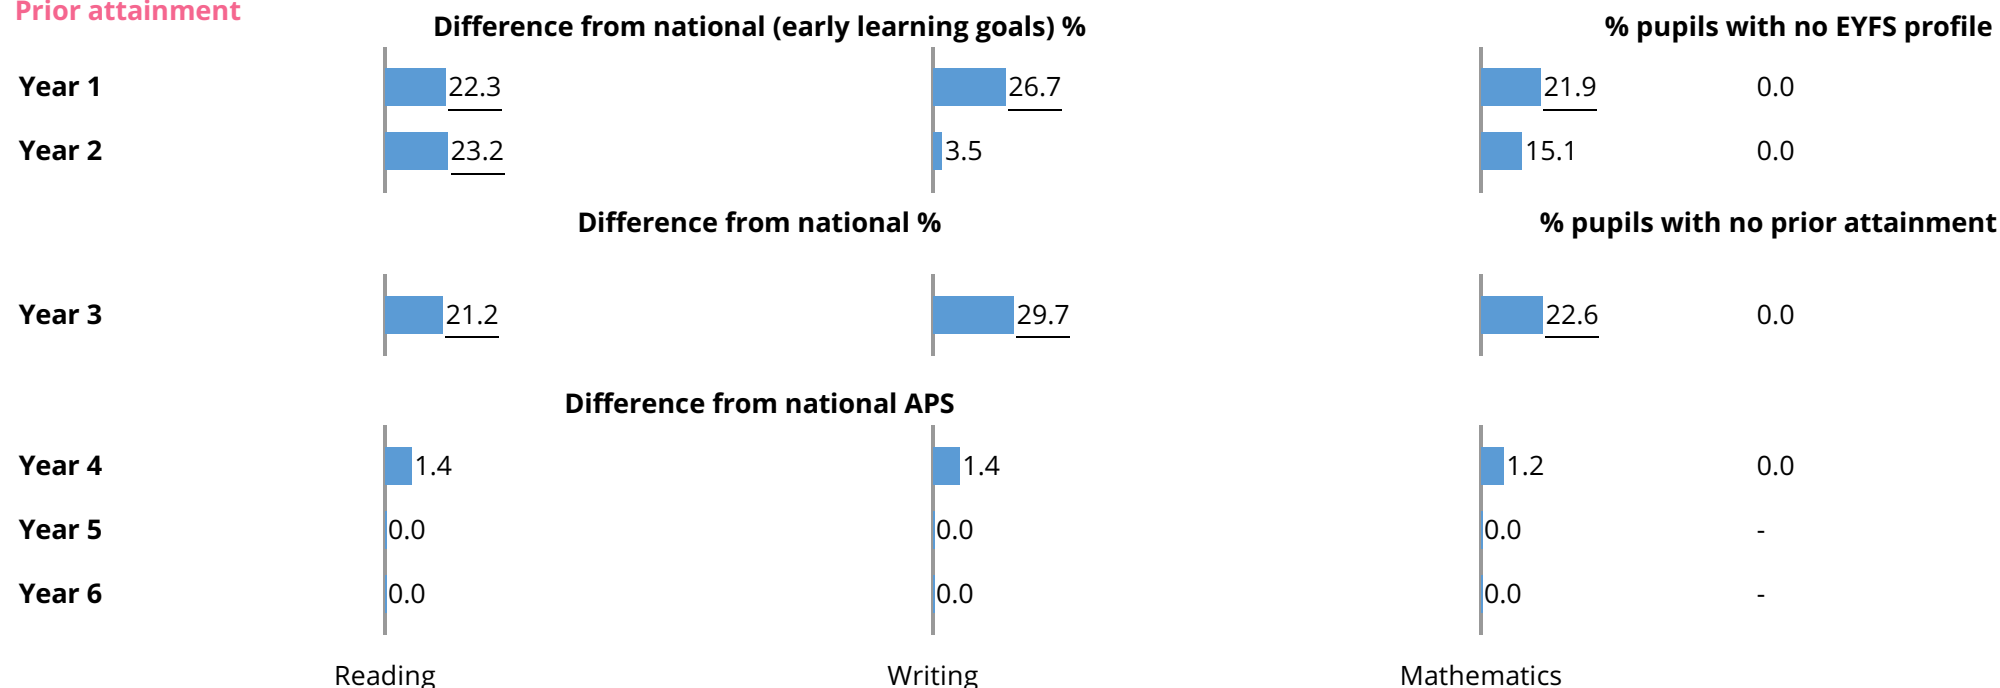 Prior attainment
Difference from national (early learning goals) % % pupils with no EYFS profile
Year 1 22.3 26.7 21.9 0.0
Year 2 23.2 3.5 15.1 0.0
Difference from national % % pupils with no prior attainment
Year 3 21.2 29.7 22.6 0.0
Difference from national APS
Year 4 1.4 1.4 1.2 0.0
Year 5 0.0 0.0 0.0 -
Year 6 0.0 0.0 0.0 -
Reading Writing Mathematics